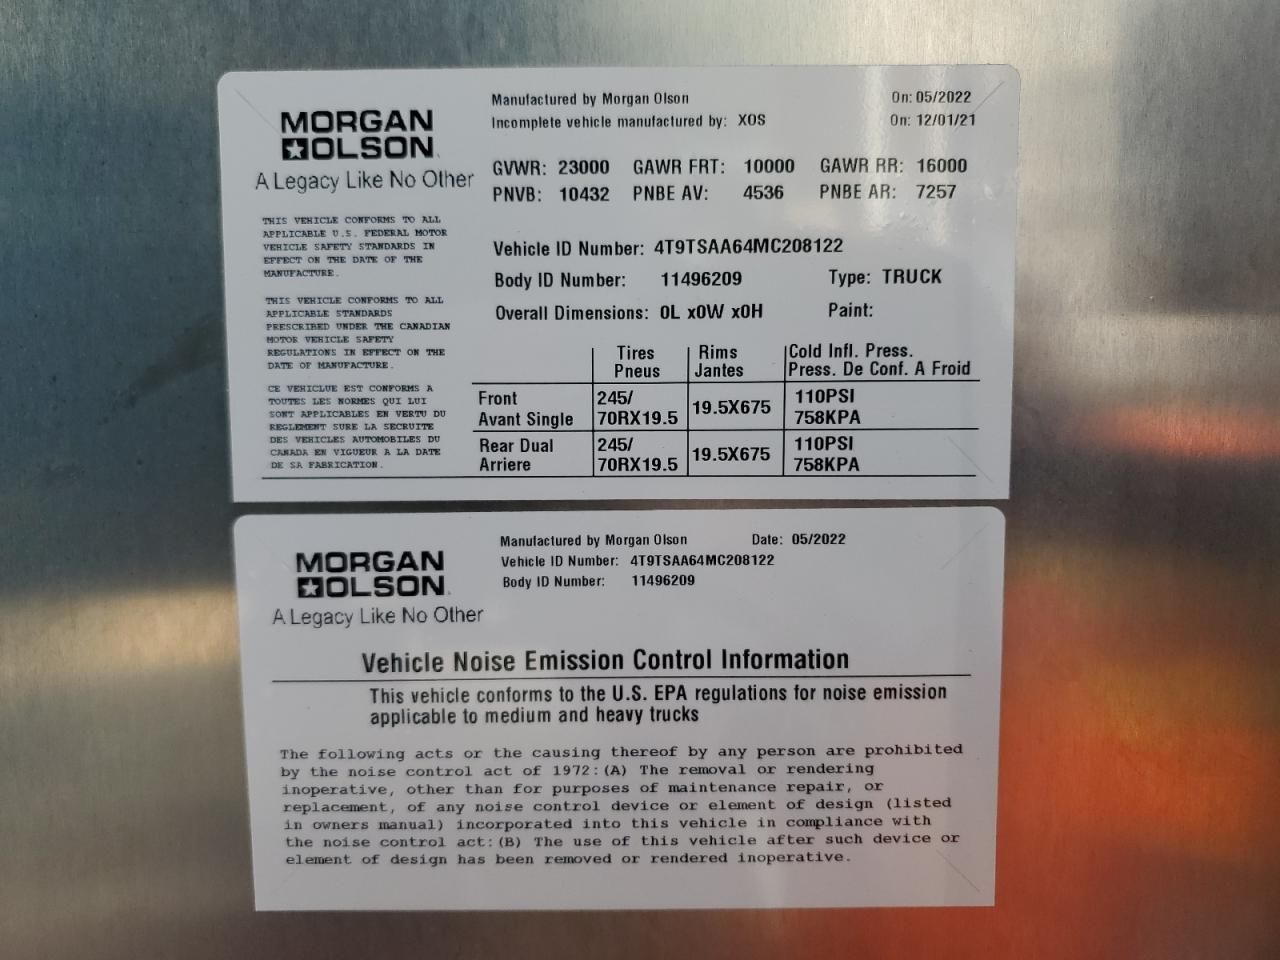 MORGAN
OLSON
A Legacy Like No Other
THIS VEHICLE CONFORMS TO ALL
APPLICABLE U.S. FEDERAL MOTOR
VEHICLE SAFETY STANDARDS IN
EFFECT ON THE DATE OF THE
MANUFACTURE.
THIS VEHICLE CONFORMS TO ALL
APPLICABLE STANDARDS
PRESCRIBED UNDER THE CANADIAN
MOTOR VEHICLE SAFETY
REGULATIONS IN EFFECT ON THE
DATE OF MANUFACTURE.
CE VEHICLUE EST CONFORMS A
TOUTES LES NORMES QUI LUI
SONT APPLICABLES EN VERTU DU
REGLEMENT SURE LA SECRUITE
DES VEHICLES AUTOMOBILES DU
CANADA EN VIGUEUR A LA DATE
DE SA FABRICATION.
Manufactured by Morgan Olson On: 05/2022
Incomplete vehicle manufactured by: XOS On: 12/01/21
GVWR: 23000 GAWR FRT: 10000 GAWR RR: 16000
PNVB: 10432 PNBE AV: 4536 PNBE AR: 7257
Vehicle ID Number: 4T9TSAA64MC208122
Body ID Number: 11496209 Type: TRUCK
Overall Dimensions: 0L x0W x0H Paint:
Tires Rims Cold Infl. Press.
Pneus Jantes Press. De Conf. A Froid
Front 245/ 19.5X675 110PSI
Avant Single 70RX19.5 758KPA
Rear Dual 245/ 19.5X675 110PSI
Arriere 70RX19.5 758KPA
MORGAN
OLSON
A Legacy Like No Other
Manufactured by Morgan Olson Date: 05/2022
Vehicle ID Number: 4T9TSAA64MC208122
Body ID Number: 11496209
Vehicle Noise Emission Control Information
This vehicle conforms to the U.S. EPA regulations for noise emission
applicable to medium and heavy trucks
The following acts or the causing thereof by any person are prohibited
by the noise control act of 1972:(A) The removal or rendering
inoperative, other than for purposes of maintenance repair, or
replacement, of any noise control device or element of design (listed
in owners manual) incorporated into this vehicle in compliance with
the noise control act:(B) The use of this vehicle after such device or
element of design has been removed or rendered inoperative.